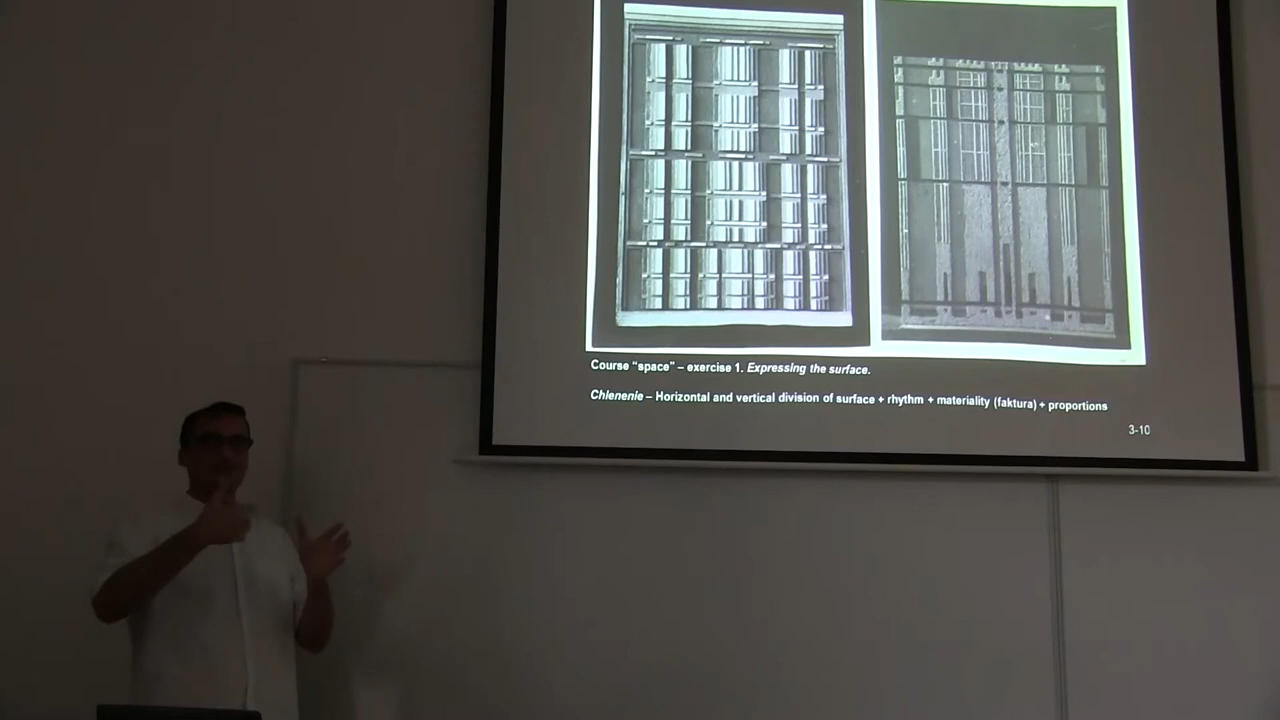 Course “space” – exercise 1. Expressing the surface.
Chlenenie – Horizontal and vertical division of surface + rhythm + materiality (faktura) + proportions
3-10